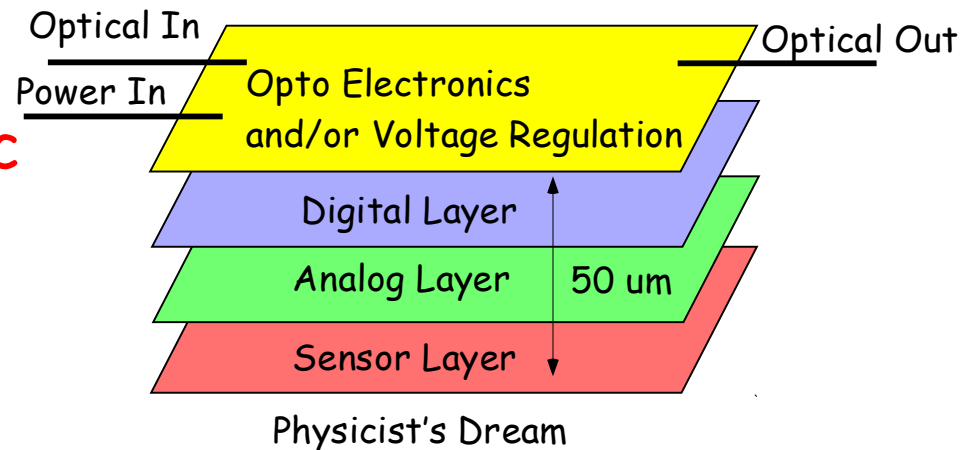 Optical In
Optical Out
Power In
Opto Electronics
and/or Voltage Regulation
C
Digital Layer
Analog Layer
50 um
Sensor Layer
Physicist's Dream